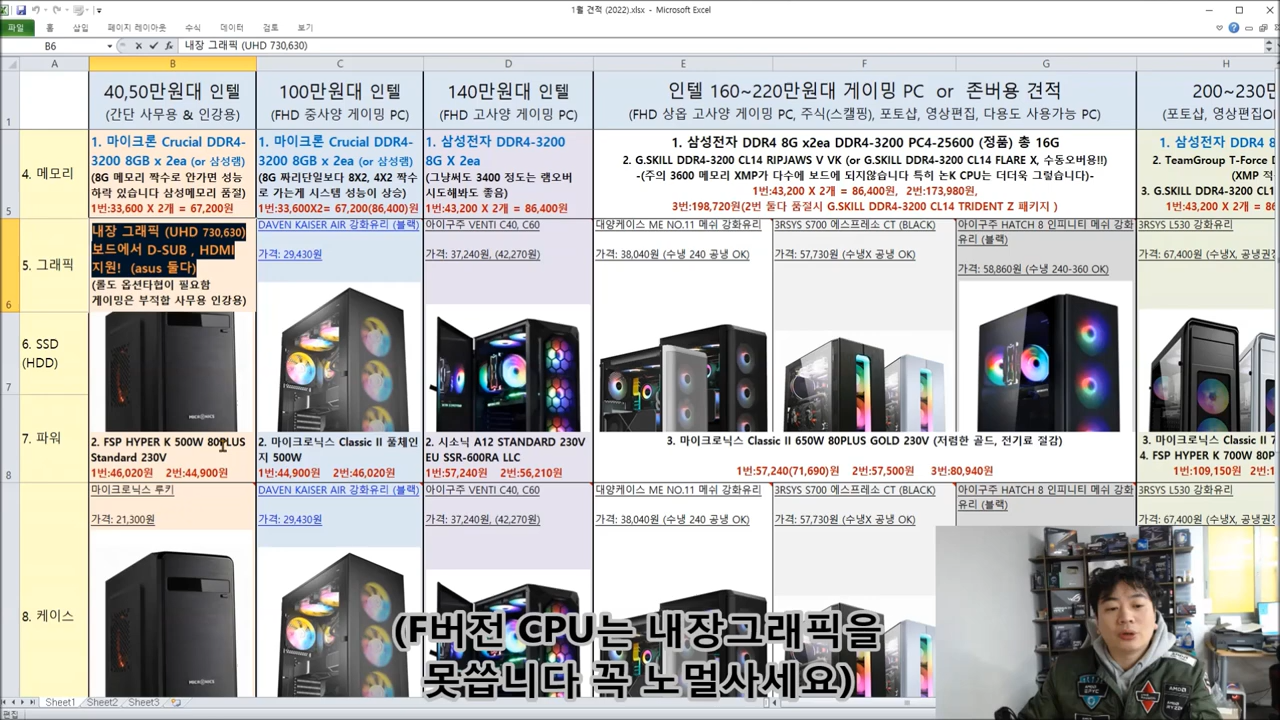 1월 견적 (2022).xlsx - Microsoft Excel
파일 홈 삽입 페이지 레이아웃 수식 데이터 검토 보기
B6 내장 그래픽 (UHD 730,630)
A B C D E F G H
1
40,50만원대 인텔
(간단 사무용 & 인강용)
100만원대 인텔
(FHD 중사양 게이밍 PC)
140만원대 인텔
(FHD 고사양 게이밍 PC)
인텔 160~220만원대 게이밍 PC or 존버용 견적
(FHD 상옵 고사양 게이밍 PC, 주식(스캘핑), 포토샵, 영상편집, 다용도 사용가능 PC)
200~230만
(포토샵, 영상편집O
5
4. 메모리
1. 마이크론 Crucial DDR4-
3200 8GB x 2ea (or 삼성램)
(8G 메모리 짝수로 안가면 성능
하락 있습니다 삼성메모리 품절)
1번:33,600 X 2개 = 67,200원
1. 마이크론 Crucial DDR4-
3200 8GB x 2ea (or 삼성램)
(8G 짜리단일보다 8X2, 4X2 짝수
로 가는게 시스템 성능이 상승)
1번:33,600X2= 67,200(86,400)원
1. 삼성전자 DDR4-3200
8G X 2ea
(그냥써도 3400 정도는 램오버
시도해봐도 좋음)
1번:43,200 X 2개 = 86,400원
1. 삼성전자 DDR4 8G x2ea DDR4-3200 PC4-25600 (정품) 총 16G
2. G.SKILL DDR4-3200 CL14 RIPJAWS V VK (or G.SKILL DDR4-3200 CL14 FLARE X, 수동오버용!!)
-(주의 3600 메모리 XMP가 다수에 보드에 되지않습니다 특히 논K CPU는 더더욱 그렇습니다)-
1번:43,200 X 2개 = 86,400원, 2번:173,980원,
3번:198,720원(2번 둘다 품절시 G.SKILL DDR4-3200 CL14 TRIDENT Z 패키지 )
1. 삼성전자 DDR4 8
2. TeamGroup T-Force D
(XMP 적
3. G.SKILL DDR4-3200 CL1
1번:43,200 X 2개 = 86
6
5. 그래픽
내장 그래픽 (UHD 730,630)
보드에서 D-SUB , HDMI
지원! (asus 둘다)
(롤도 옵션타협이 필요함
게이밍은 부적합 사무용 인강용)
DAVEN KAISER AIR 강화유리 (블랙)
가격: 29,430원
아이구주 VENTI C40, C60
가격: 37,240원, (42,270원)
대양케이스 ME NO.11 메쉬 강화유리
가격: 38,040원 (수냉 240 공냉 OK)
3RSYS S700 에스프레소 CT (BLACK)
가격: 57,730원 (수냉X 공냉 OK)
아이구주 HATCH 8 인피니티 메쉬 강화
유리 (블랙)
가격: 58,860원 (수냉 240-360 OK)
3RSYS L530 강화유리
가격: 67,400원 (수냉X, 공냉권장
7
6. SSD
(HDD)
MICRONICS
8
7. 파워
2. FSP HYPER K 500W 80PLUS
Standard 230V
1번:46,020원 2번:44,900원
2. 마이크로닉스 Classic II 풀체인
지 500W
1번:44,900원 2번:46,020원
2. 시소닉 A12 STANDARD 230V
EU SSR-600RA LLC
1번:57,240원 2번:56,210원
3. 마이크로닉스 Classic II 650W 80PLUS GOLD 230V (저렴한 골드, 전기료 절감)
1번:57,240(71,690)원 2번:57,500원 3번:80,940원
3. 마이크로닉스 Classic II 7
4. FSP HYPER K 700W 80P
1번:109,150원 2번:1
8. 케이스
마이크로닉스 루키
가격: 21,300원
DAVEN KAISER AIR 강화유리 (블랙)
가격: 29,430원
아이구주 VENTI C40, C60
가격: 37,240원, (42,270원)
대양케이스 ME NO.11 메쉬 강화유리
가격: 38,040원 (수냉 240 공냉 OK)
3RSYS S700 에스프레소 CT (BLACK)
가격: 57,730원 (수냉X 공냉 OK)
아이구주 HATCH 8 인피니티 메쉬 강화
유리 (블랙)
3RSYS L530 강화유리
가격: 67,400원 (수냉X, 공냉권장
MICRONICS
(F버전 CPU는 내장그래픽을
못씁니다 꼭 노멀사세요)
AMD
RYZEN
Sheet1 Sheet2 Sheet3
편집